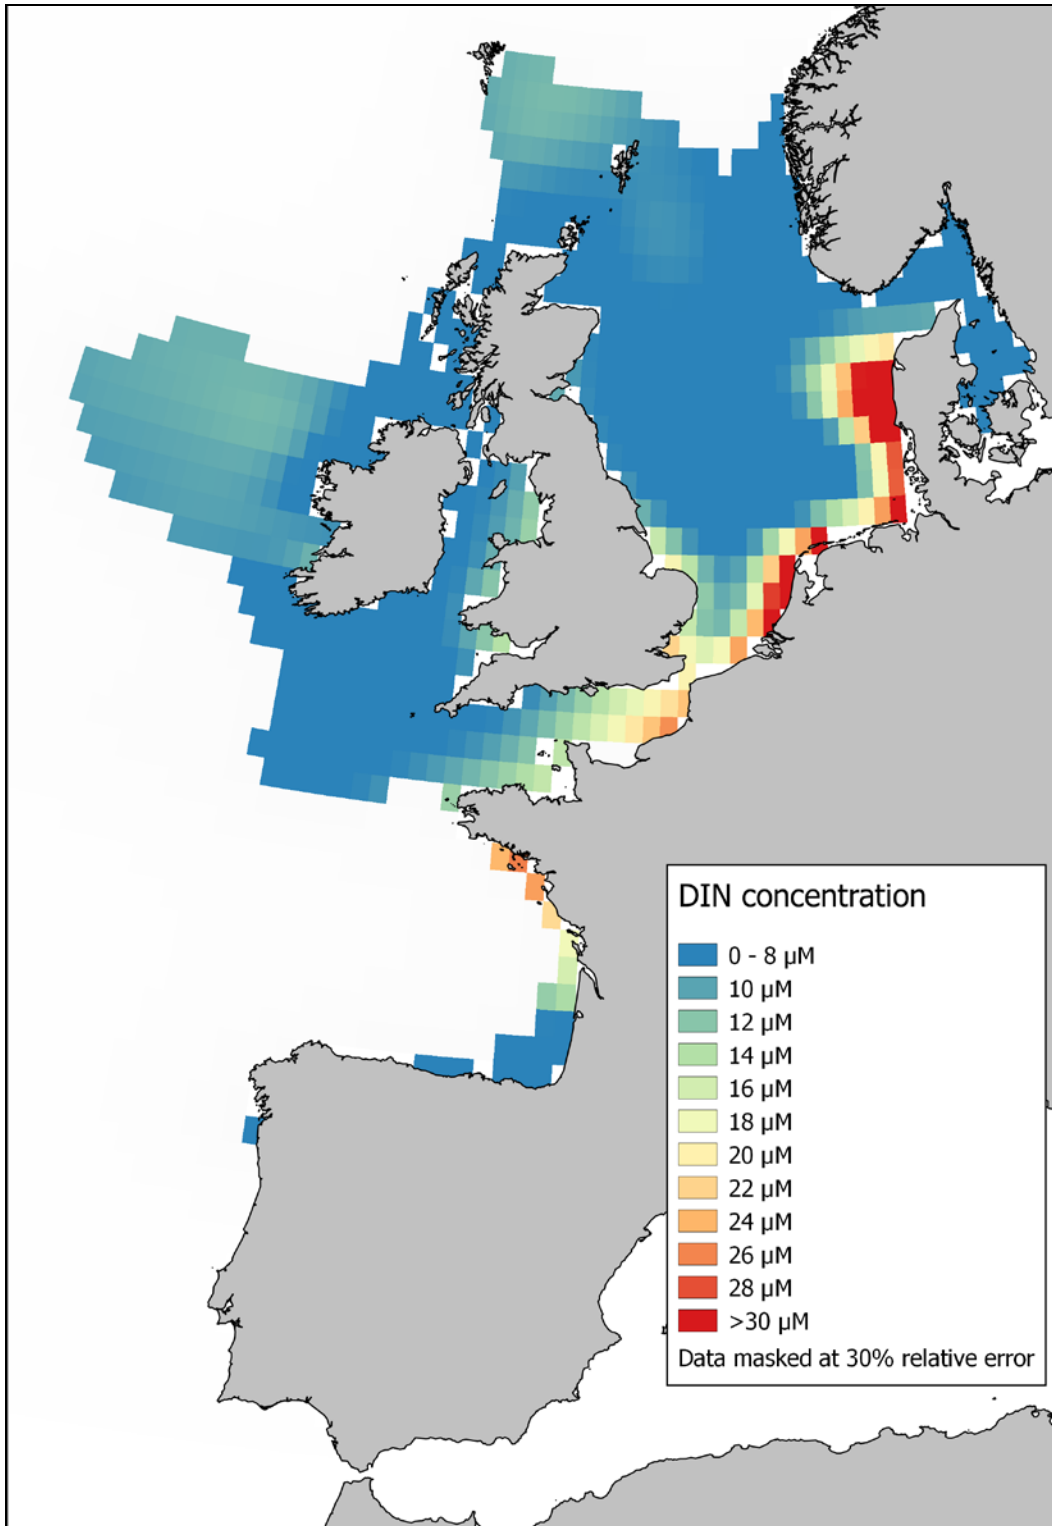 DIN concentration
0 - 8 µM
10 µM
12 µM
14 µM
16 µM
18 µM
20 µM
22 µM
24 µM
26 µM
28 µM
>30 µM
Data masked at 30% relative error